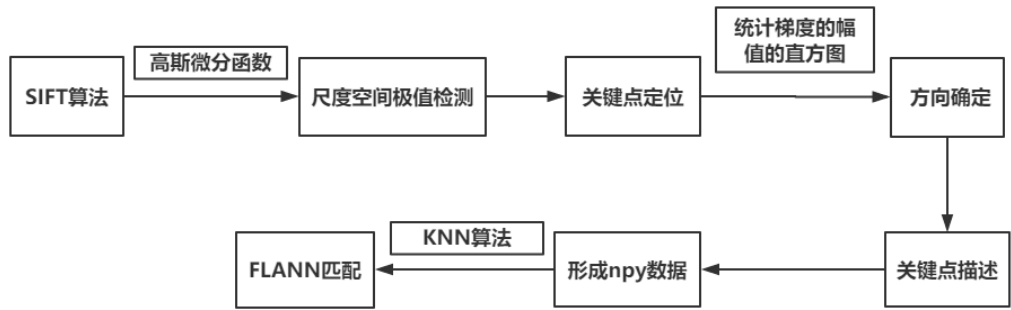 SIFT算法
高斯微分函数
尺度空间极值检测
关键点定位
统计梯度的幅
值的直方图
方向确定
关键点描述
形成npy数据
KNN算法
FLANN匹配